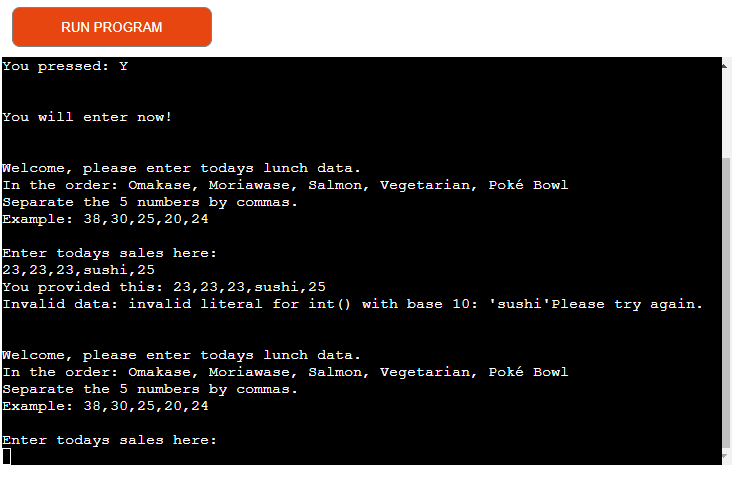 RUN PROGRAM
You pressed: Y
You will enter now!
Welcome, please enter todays lunch data.
In the order: Omakase, Moriawase, Salmon, Vegetarian, Poké Bowl
Separate the 5 numbers by commas.
Example: 38,30,25,20,24
Enter todays sales here:
23,23,23,sushi,25
You provided this: 23,23,23,sushi,25
Invalid data: invalid literal for int() with base 10: 'sushi'Please try again.
Welcome, please enter todays lunch data.
In the order: Omakase, Moriawase, Salmon, Vegetarian, Poké Bowl
Separate the 5 numbers by commas.
Example: 38,30,25,20,24
Enter todays sales here: